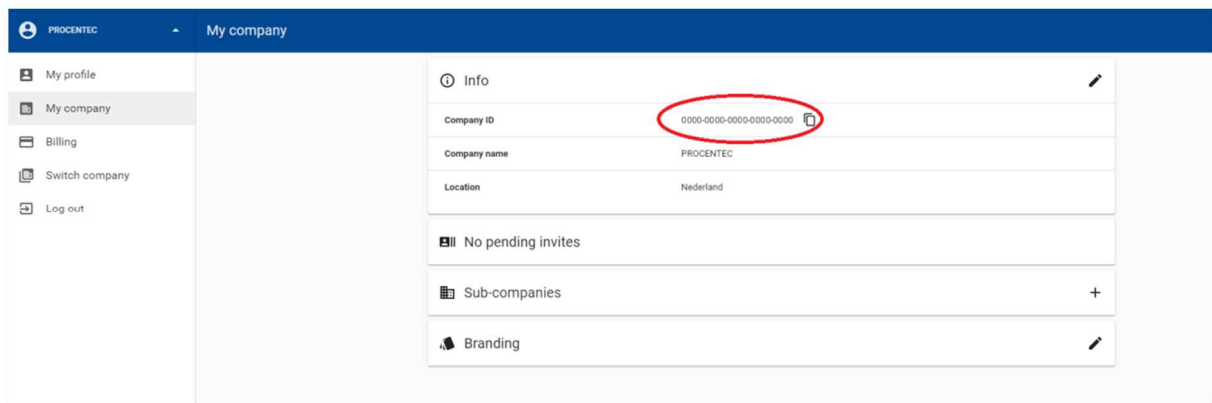 PROCENTEC
My company
My profile
My company
Billing
Switch company
Log out
Info
Company ID 0000-0000-0000-0000-0000
Company name PROCENTEC
Location Nederland
No pending invites
Sub-companies
Branding